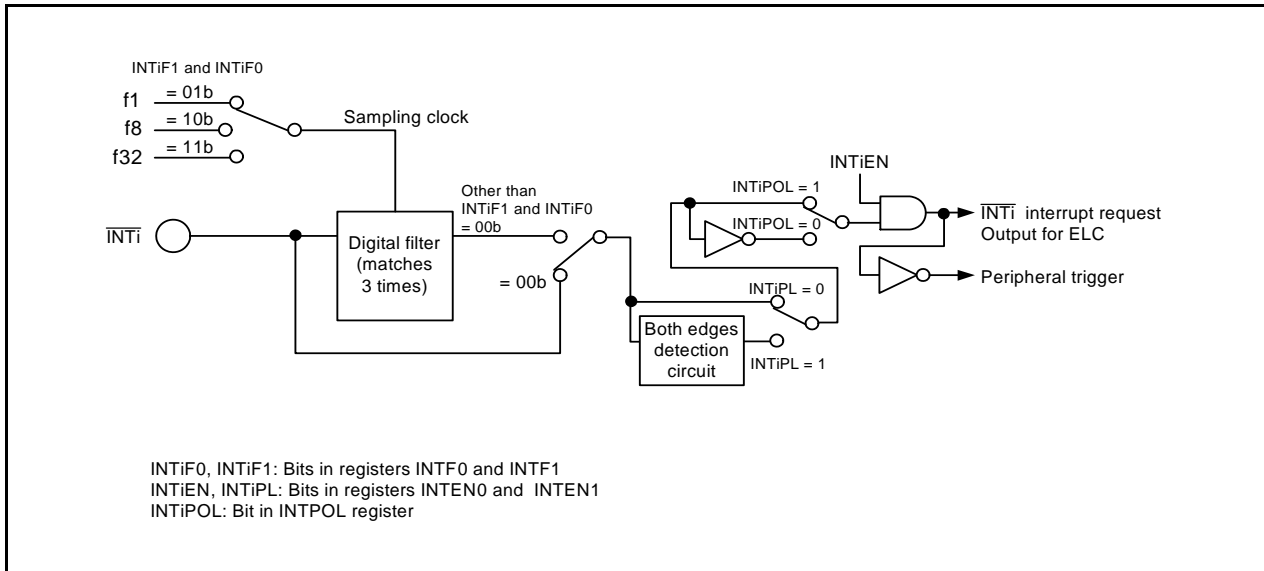 INTiF1 and INTiF0
f1 = 01b
f8 = 10b
f32 = 11b
Sampling clock
INTi
Digital filter
(matches
3 times)
Other than
INTiF1 and INTiF0
= 00b
= 00b
INTiPL = 0
Both edges
detection
circuit
INTiPL = 1
INTiPOL = 1
INTiPOL = 0
INTiEN
INTi interrupt request
Output for ELC
Peripheral trigger
INTiF0, INTiF1: Bits in registers INTF0 and INTF1
INTiEN, INTiPL: Bits in registers INTEN0 and INTEN1
INTiPOL: Bit in INTPOL register